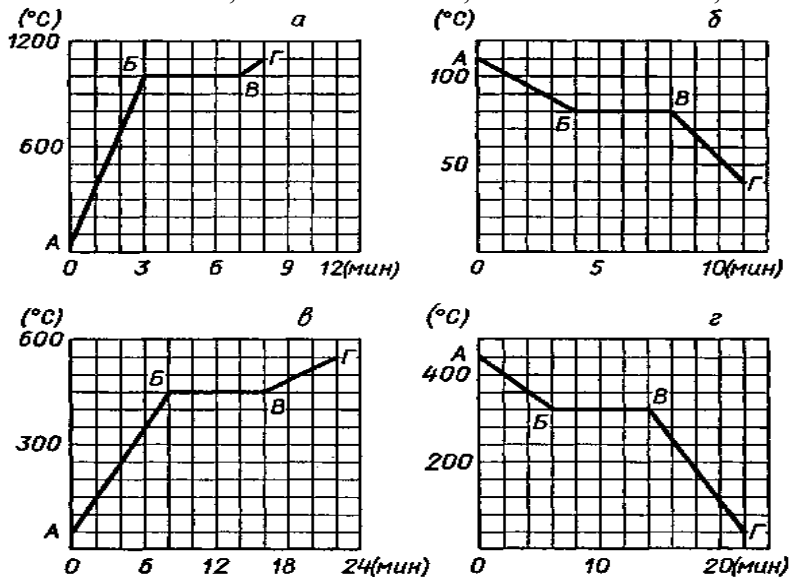 (°С) а (°С) б
1200 Б Г А 100 В
В Б
600 50
А Г
0 3 6 9 12(мин) 0 5 10(мин)
(°С) в (°С) г
600 Г А В
Б 400
В Б
300 200
А Г
0 6 12 18 24(мин) 0 10 20(мин)